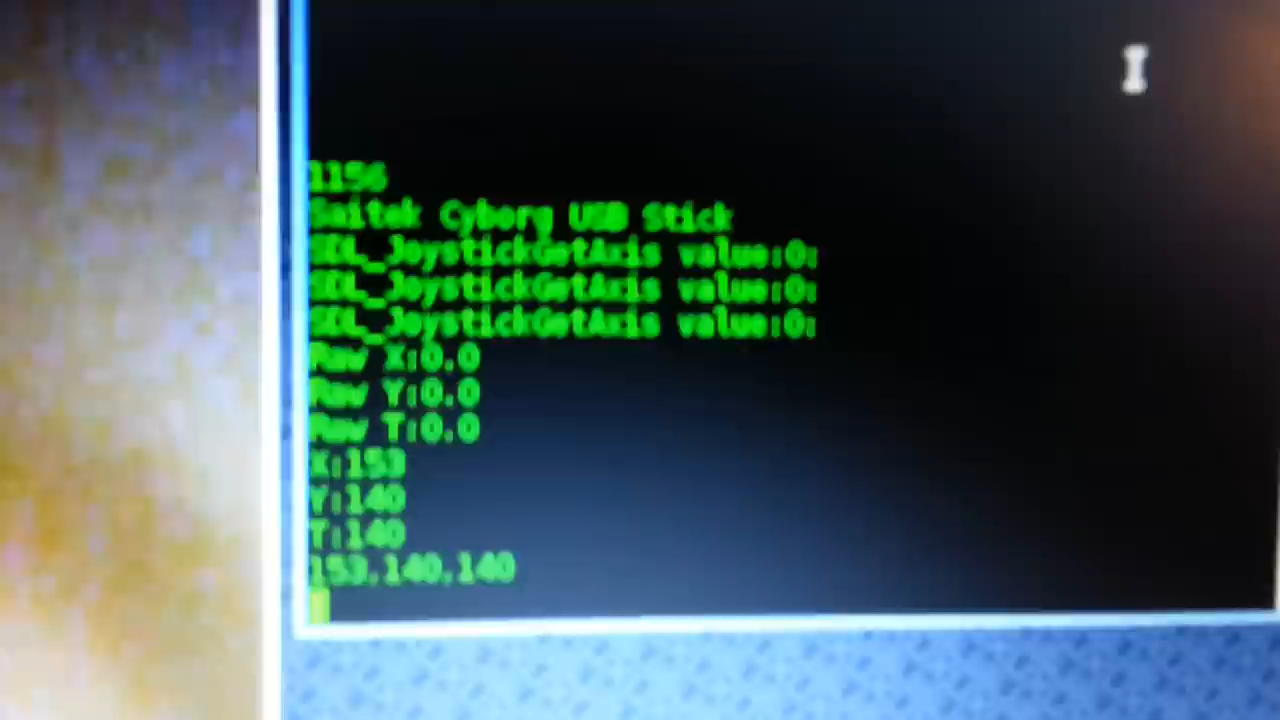 1156
Saitek Cyborg USB Stick
SDL_JoystickGetAxis value:0:
SDL_JoystickGetAxis value:0:
SDL_JoystickGetAxis value:0:
Raw X:0.0
Raw Y:0.0
Raw T:0.0
X:153
Y:140
T:140
153.140.140